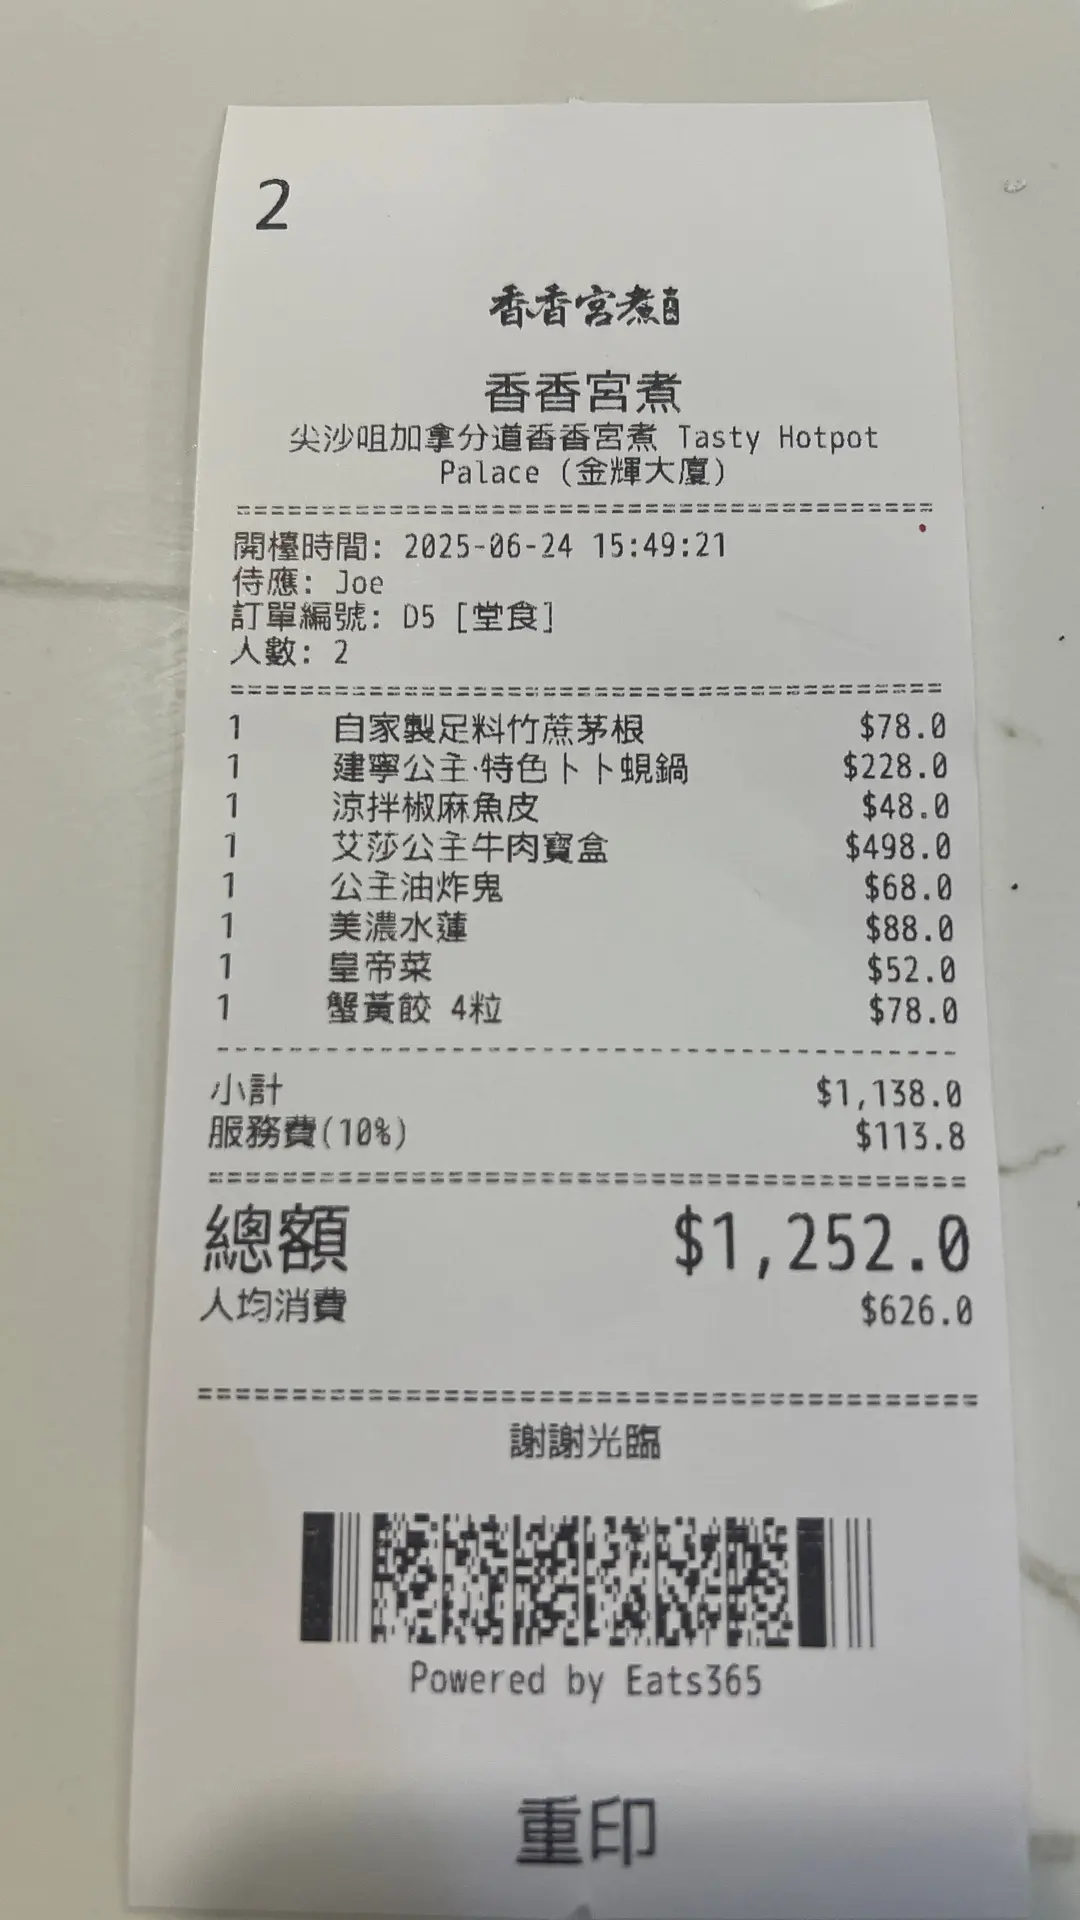 2
香香宮煮
香香宮煮
尖沙咀加拿分道香香宮煮 Tasty Hotpot
Palace (金輝大廈)
開檯時間: 2025-06-24 15:49:21
侍應: Joe
訂單編號: D5 [堂食]
人數: 2
1 自家製足料竹蔗茅根 $78.0
1 建寧公主·特色卜卜蜆鍋 $228.0
1 涼拌椒麻魚皮 $48.0
1 艾莎公主牛肉寶盒 $498.0
1 公主油炸鬼 $68.0
1 美濃水蓮 $88.0
1 皇帝菜 $52.0
1 蟹黃餃 4粒 $78.0
小計 $1,138.0
服務費(10%) $113.8
總額 $1,252.0
人均消費 $626.0
謝謝光臨
Powered by Eats365
重印